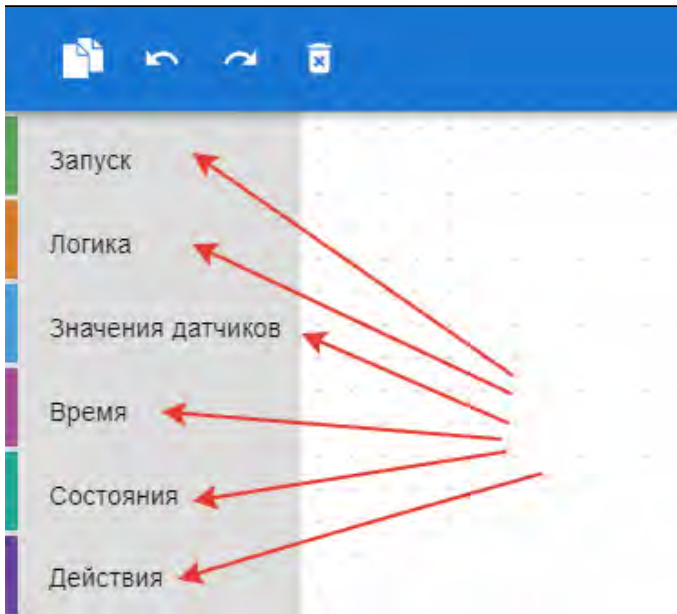 Запуск
Логика
Значения датчиков
Время
Состояния
Действия